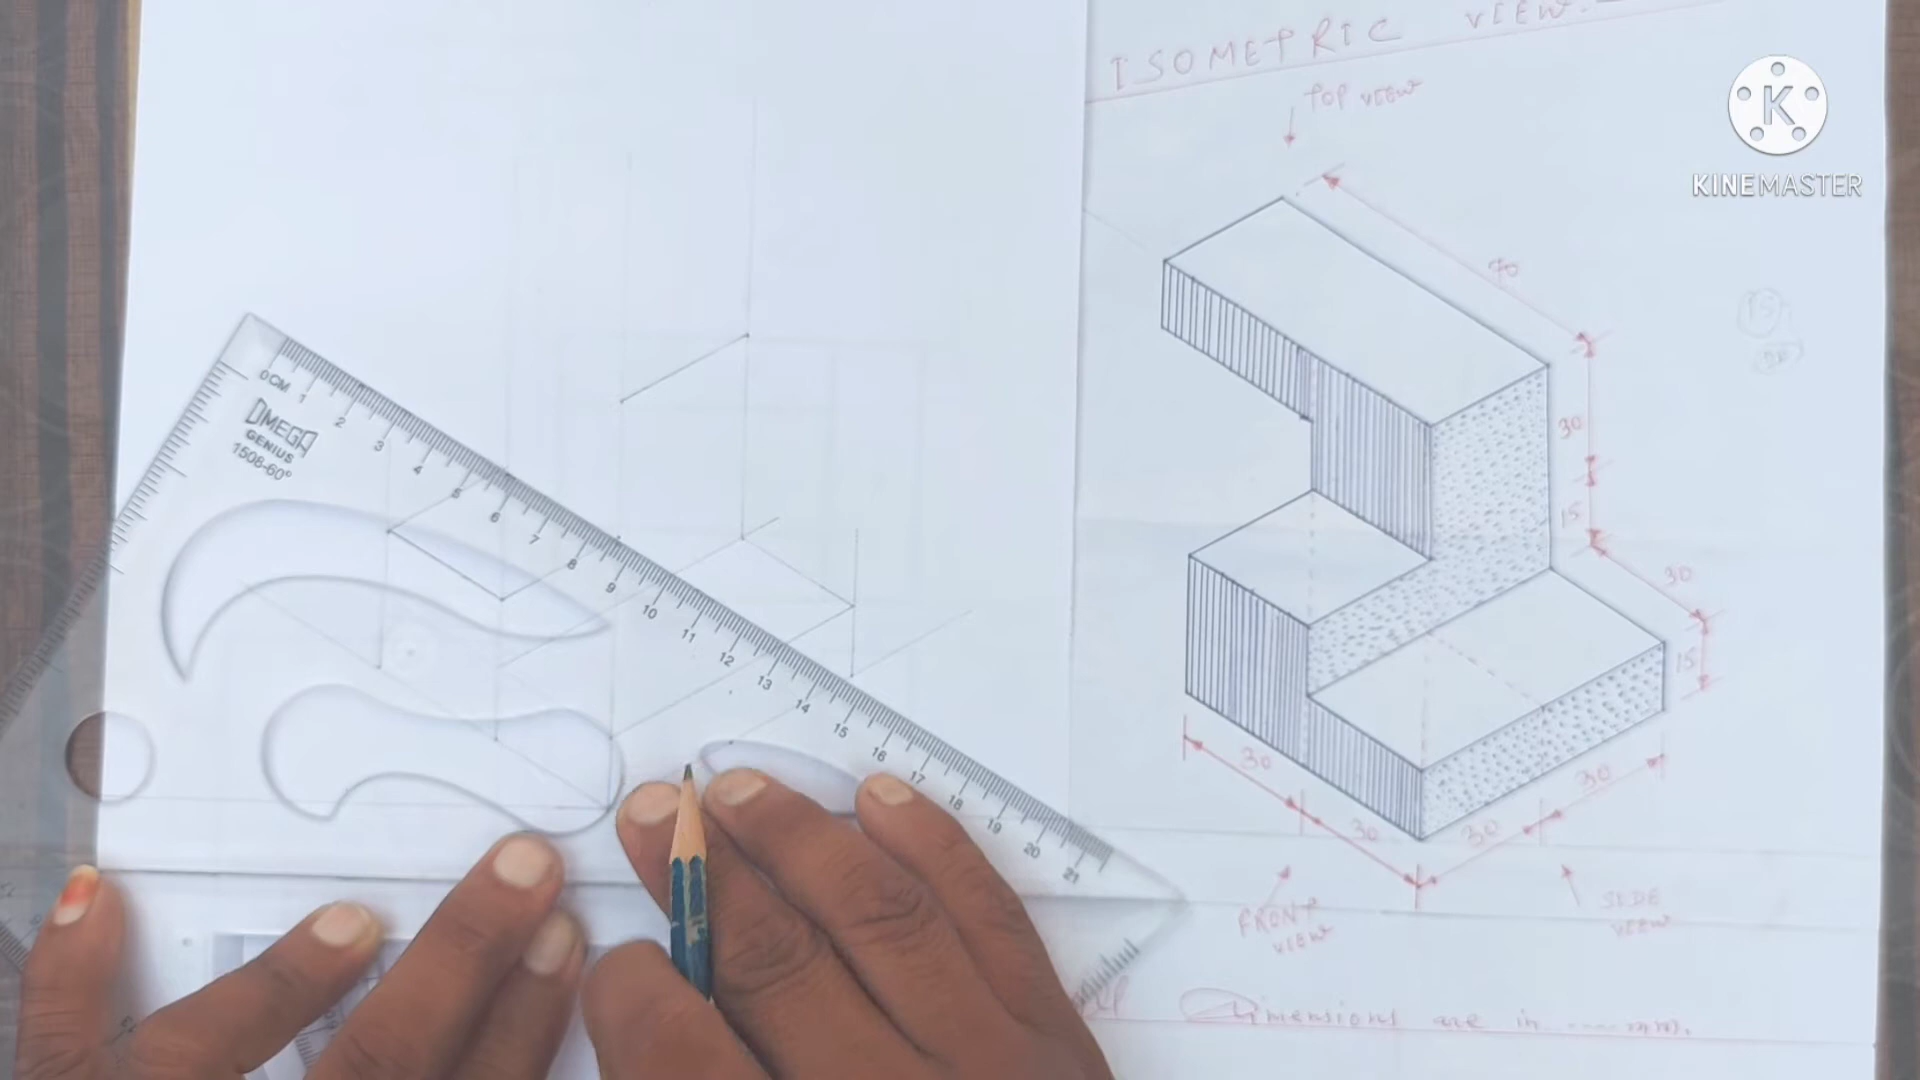 ISOMETRIC VIEW.
TOP VIEW
KINEMASTER
40
30
15
30
15
30
30
30
30
FRONT
VIEW
SIDE
VIEW
Dimensions are in ------ mm.
0CM 1 2 3 4 5 6 7 8 9 10 11 12 13 14 15 16 17 18 19 20 21
OMEGA
GENIUS
1508-60°